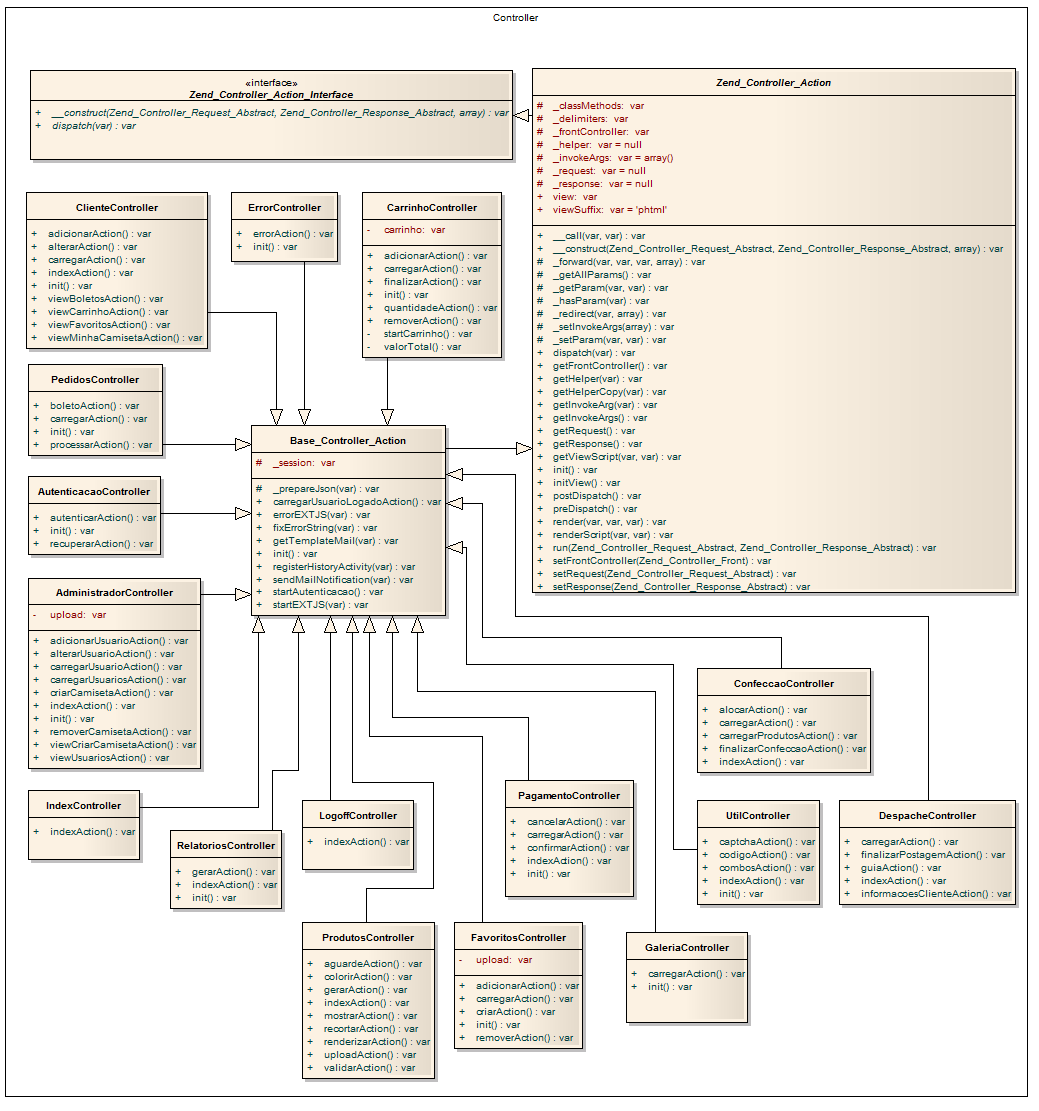 Controller
«interface»
Zend_Controller_Action_Interface
+ __construct(Zend_Controller_Request_Abstract, Zend_Controller_Response_Abstract, array) : var
+ dispatch(var) : var
Zend_Controller_Action
# _classMethods: var
# _delimiters: var
# _frontController: var
# _helper: var = null
# _invokeArgs: var = array()
# _request: var = null
# _response: var = null
+ view: var
+ viewSuffix: var = 'phtml'
+ __call(var, var) : var
+ __construct(Zend_Controller_Request_Abstract, Zend_Controller_Response_Abstract, array) : var
# _forward(var, var, var, array) : var
# _getAllParams() : var
# _getParam(var, var) : var
# _hasParam(var) : var
# _redirect(var, array) : var
# _setInvokeArgs(array) : var
# _setParam(var, var) : var
+ dispatch(var) : var
+ getFrontController() : var
+ getHelper(var) : var
+ getHelperCopy(var, var) : var
+ getInvokeArg(var) : var
+ getInvokeArgs() : var
+ getRequest() : var
+ getResponse() : var
+ getViewScript(var, var) : var
+ init() : var
+ initView() : var
+ postDispatch() : var
+ preDispatch() : var
+ render(var, var, var) : var
+ renderScript(var, var) : var
+ run(Zend_Controller_Request_Abstract, Zend_Controller_Response_Abstract) : var
+ setFrontController(Zend_Controller_Front) : var
+ setRequest(Zend_Controller_Request_Abstract) : var
+ setResponse(Zend_Controller_Response_Abstract) : var
ClienteController
+ adicionarAction() : var
+ alterarAction() : var
+ carregarAction() : var
+ indexAction() : var
+ init() : var
+ viewBoletosAction() : var
+ viewCarrinhoAction() : var
+ viewFavoritosAction() : var
+ viewMinhaCamisetaAction() : var
ErrorController
+ errorAction() : var
+ init() : var
CarrinhoController
- carrinho: var
+ adicionarAction() : var
+ carregarAction() : var
+ finalizarAction() : var
+ init() : var
+ quantidadeAction() : var
+ removerAction() : var
- startCarrinho() : var
- valorTotal() : var
PedidosController
+ boletoAction() : var
+ carregarAction() : var
+ init() : var
+ processarAction() : var
Base_Controller_Action
# _session: var
# _prepareJson(var) : var
+ carregarUsuarioLogadoAction() : var
+ errorEXTJS(var) : var
+ fixErrorString(var) : var
+ getTemplateMail(var) : var
+ init() : var
+ registerHistoryActivity(var) : var
+ sendMailNotification(var) : var
+ startAutenticacao() : var
+ startEXTJS(var) : var
AutenticacaoController
+ autenticarAction() : var
+ init() : var
+ recuperarAction() : var
AdministradorController
- upload: var
+ adicionarUsuarioAction() : var
+ alterarUsuarioAction() : var
+ carregarUsuarioAction() : var
+ carregarUsuariosAction() : var
+ criarCamisetaAction() : var
+ indexAction() : var
+ init() : var
+ removerCamisetaAction() : var
+ viewCriarCamisetaAction() : var
+ viewUsuariosAction() : var
ConfeccaoController
+ alocarAction() : var
+ carregarAction() : var
+ carregarProdutosAction() : var
+ finalizarConfeccaoAction() : var
+ indexAction() : var
IndexController
+ indexAction() : var
RelatoriosController
+ gerarAction() : var
+ indexAction() : var
+ init() : var
LogoffController
+ indexAction() : var
PagamentoController
+ cancelarAction() : var
+ carregarAction() : var
+ confirmarAction() : var
+ indexAction() : var
+ init() : var
UtilController
+ captchaAction() : var
+ codigoAction() : var
+ combosAction() : var
+ indexAction() : var
+ init() : var
DespacheController
+ carregarAction() : var
+ finalizarPostagemAction() : var
+ guiaAction() : var
+ indexAction() : var
+ informacoesClienteAction() : var
ProdutosController
+ aguardeAction() : var
+ colorirAction() : var
+ gerarAction() : var
+ indexAction() : var
+ mostrarAction() : var
+ recortarAction() : var
+ renderizarAction() : var
+ uploadAction() : var
+ validarAction() : var
FavoritosController
- upload: var
+ adicionarAction() : var
+ carregarAction() : var
+ criarAction() : var
+ init() : var
+ removerAction() : var
GaleriaController
+ carregarAction() : var
+ init() : var